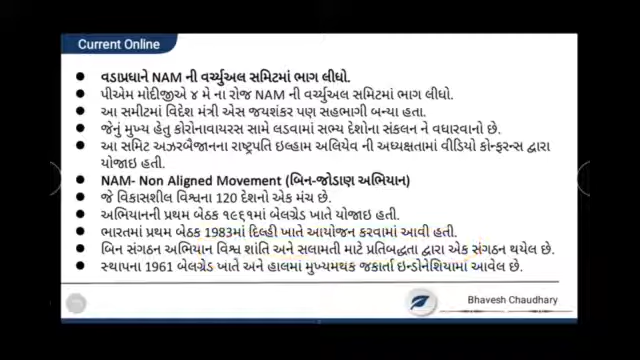 Current Online
વડાપ્રધાને NAM ની વર્ચ્યુઅલ સમિટમાં ભાગ લીધો.
પીએમ મોદીજીએ ૪ મે ના રોજ NAM ની વર્ચ્યુઅલ સમિટમાં ભાગ લીધો.
આ સમીટમાં વિદેશ મંત્રી એસ જયશંકર પણ સહભાગી બન્યા હતા.
જેનું મુખ્ય હેતુ કોરોનાવાયરસ સામે લડવામાં સભ્ય દેશોના સંકલન ને વધારવાનો છે.
આ સમિટ અઝરબૈજાનના રાષ્ટ્રપતિ ઇલ્હામ અલિયેવ ની અધ્યક્ષતામાં વીડિયો કોન્ફરન્સ દ્વારા
યોજાઇ હતી.
NAM- Non Aligned Movement (બિન-જોડાણ અભિયાન)
જે વિકાસશીલ વિશ્વના 120 દેશનો એક મંચ છે.
અભિયાનની પ્રથમ બેઠક ૧૯૬૧માં બેલગ્રેડ ખાતે યોજાઇ હતી.
ભારતમાં પ્રથમ બેઠક 1983માં દિલ્હી ખાતે આયોજન કરવામાં આવી હતી.
બિન સંગઠન અભિયાન વિશ્વ શાંતિ અને સલામતી માટે પ્રતિબદ્ધતા દ્વારા એક સંગઠન થયેલ છે.
સ્થાપના 1961 બેલગ્રેડ ખાતે અને હાલમાં મુખ્યમથક જકાર્તા ઇન્ડોનેશિયામાં આવેલ છે.
Bhavesh Chaudhary